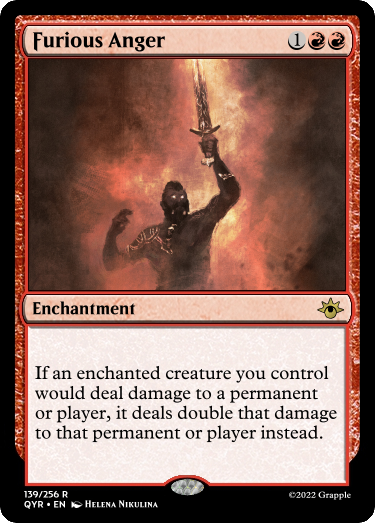 Furious Anger 1
Enchantment
If an enchanted creature you control
would deal damage to a permanent
or player, it deals double that damage
to that permanent or player instead.
139/256 R
QYR • EN Helena Nikulina
©2022 Grapple